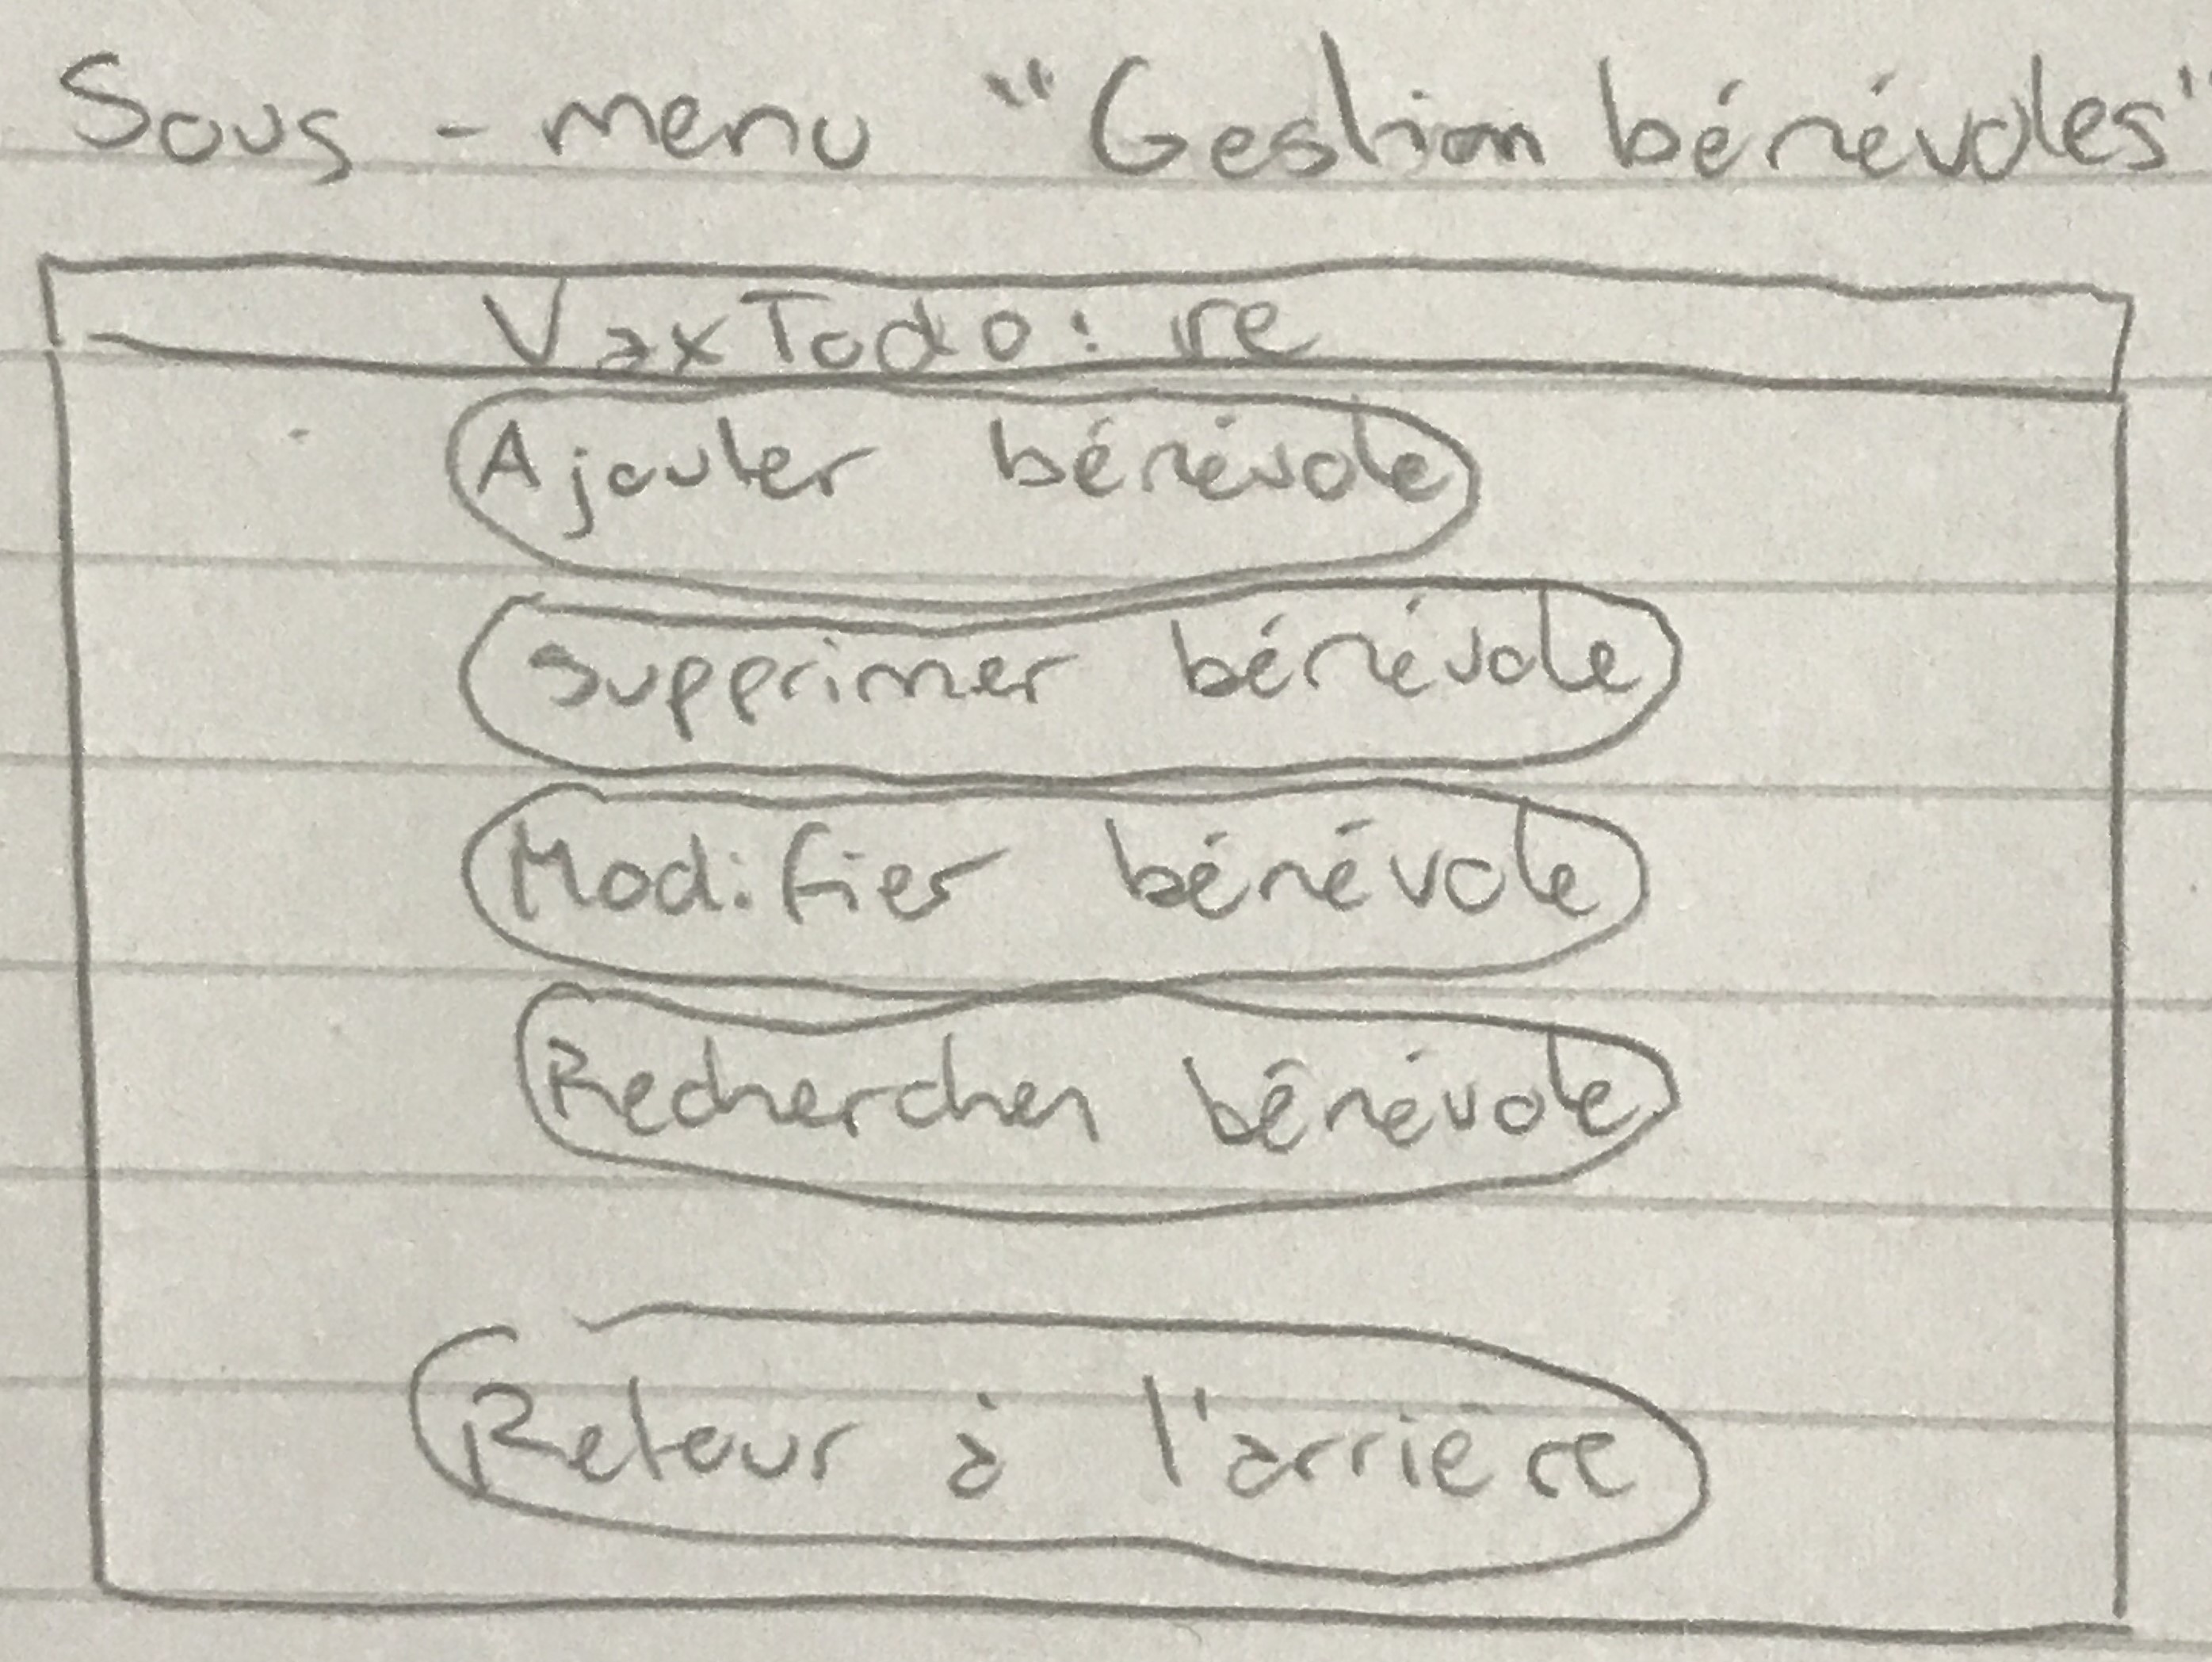 Sous - menu "Gestion bénévoles"
VaxTodo: re
Ajouter bénévole
Supprimer bénévole
Modifier bénévole
Rechercher bénévole
Retour à l'arrière